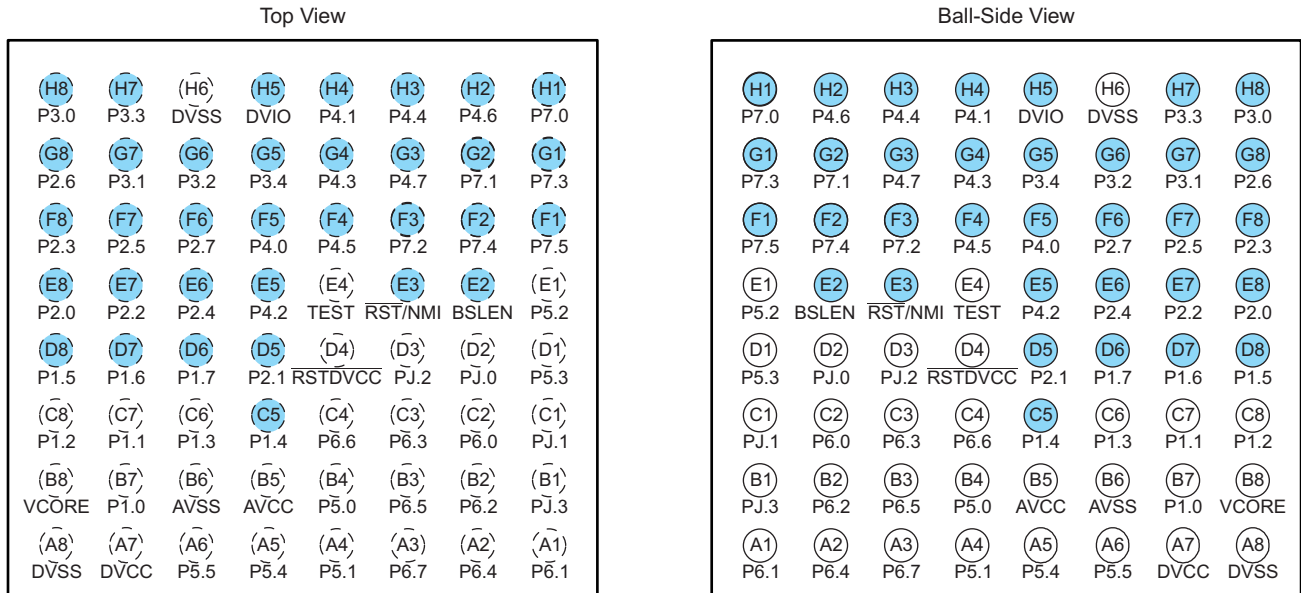 Top View Ball-Side View
H8 H7 H6 H5 H4 H3 H2 H1 H1 H2 H3 H4 H5 H6 H7 H8
P3.0 P3.3 DVSS DVIO P4.1 P4.4 P4.6 P7.0 P7.0 P4.6 P4.4 P4.1 DVIO DVSS P3.3 P3.0
G8 G7 G6 G5 G4 G3 G2 G1 G1 G2 G3 G4 G5 G6 G7 G8
P2.6 P3.1 P3.2 P3.4 P4.3 P4.7 P7.1 P7.3 P7.3 P7.1 P4.7 P4.3 P3.4 P3.2 P3.1 P2.6
F8 F7 F6 F5 F4 F3 F2 F1 F1 F2 F3 F4 F5 F6 F7 F8
P2.3 P2.5 P2.7 P4.0 P4.5 P7.2 P7.4 P7.5 P7.5 P7.4 P7.2 P4.5 P4.0 P2.7 P2.5 P2.3
E8 E7 E6 E5 E4 E3 E2 E1 E1 E2 E3 E4 E5 E6 E7 E8
P2.0 P2.2 P2.4 P4.2 TEST RST/NMI BSLEN P5.2 P5.2 BSLEN RST/NMI TEST P4.2 P2.4 P2.2 P2.0
D8 D7 D6 D5 D4 D3 D2 D1 D1 D2 D3 D4 D5 D6 D7 D8
P1.5 P1.6 P1.7 P2.1 RSTDVCC PJ.2 PJ.0 P5.3 P5.3 PJ.0 PJ.2 RSTDVCC P2.1 P1.7 P1.6 P1.5
C8 C7 C6 C5 C4 C3 C2 C1 C1 C2 C3 C4 C5 C6 C7 C8
P1.2 P1.1 P1.3 P1.4 P6.6 P6.3 P6.0 PJ.1 PJ.1 P6.0 P6.3 P6.6 P1.4 P1.3 P1.1 P1.2
B8 B7 B6 B5 B4 B3 B2 B1 B1 B2 B3 B4 B5 B6 B7 B8
VCORE P1.0 AVSS AVCC P5.0 P6.5 P6.2 PJ.3 PJ.3 P6.2 P6.5 P5.0 AVCC AVSS P1.0 VCORE
A8 A7 A6 A5 A4 A3 A2 A1 A1 A2 A3 A4 A5 A6 A7 A8
DVSS DVCC P5.5 P5.4 P5.1 P6.7 P6.4 P6.1 P6.1 P6.4 P6.7 P5.1 P5.4 P5.5 DVCC DVSS